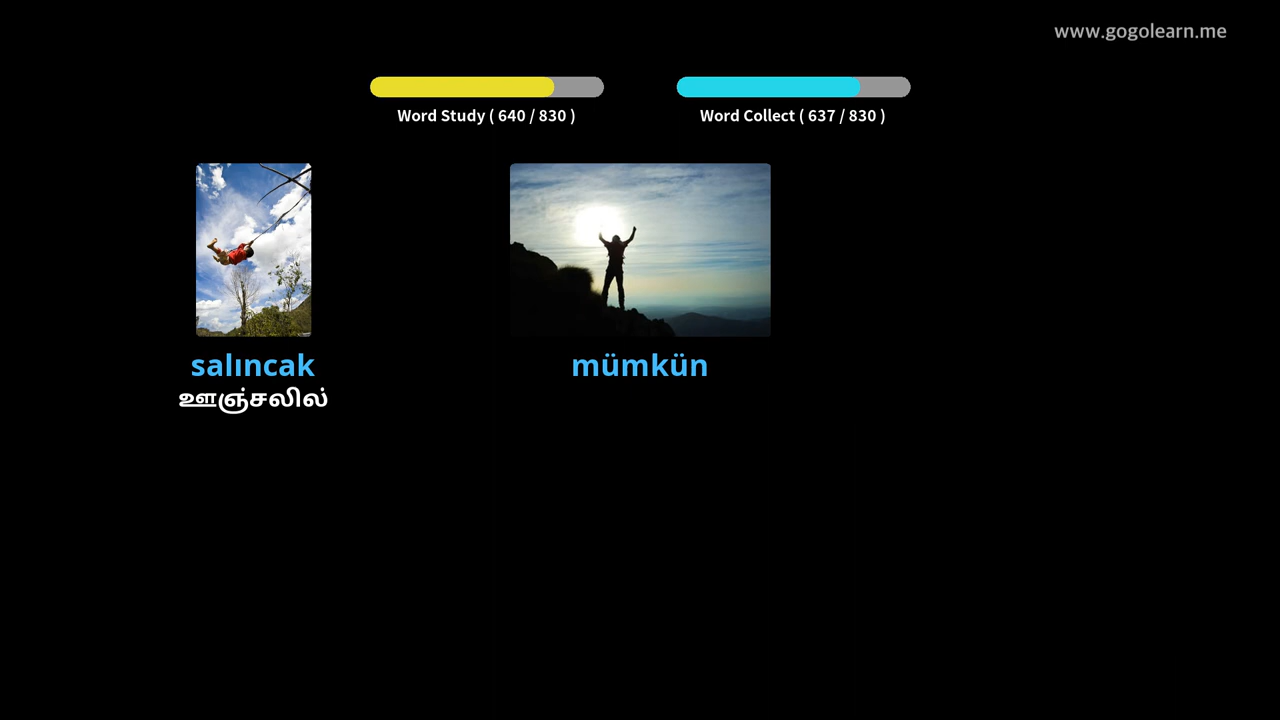 www.gogolearn.me
Word Study ( 640 / 830 )
Word Collect ( 637 / 830 )
salıncak
ஊஞ்சலில்
mümkün